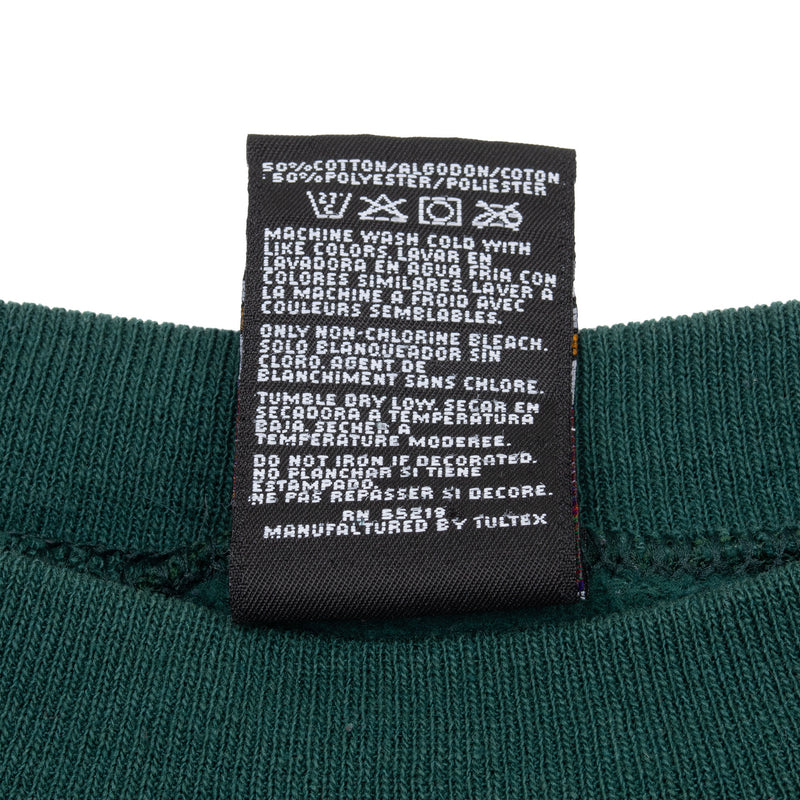 50% COTTON/ALGODON/COTON
50% POLYESTER/POLIESTER
MACHINE WASH COLD WITH
LIKE COLORS. LAVAR EN
LAVADORA EN AGUA FRIA CON
COLORES SIMILARES. LAVER A
LA MACHINE A FROID AVEC
COULEURS SEMBLABLES.
ONLY NON-CHLORINE BLEACH.
SOLO BLANQUEADOR SIN
CLORO. AGENT DE
BLANCHIMENT SANS CHLORE.
TUMBLE DRY LOW. SECAR EN
SECADORA A TEMPERATURA
BAJA. SECHER A
TEMPERATURE MODEREE.
DO NOT IRON IF DECORATED.
NO PLANCHAR SI TIENE
ESTAMPADO.
NE PAS REPASSER SI DECORE.
RN 55219
MANUFACTURED BY TULTEX